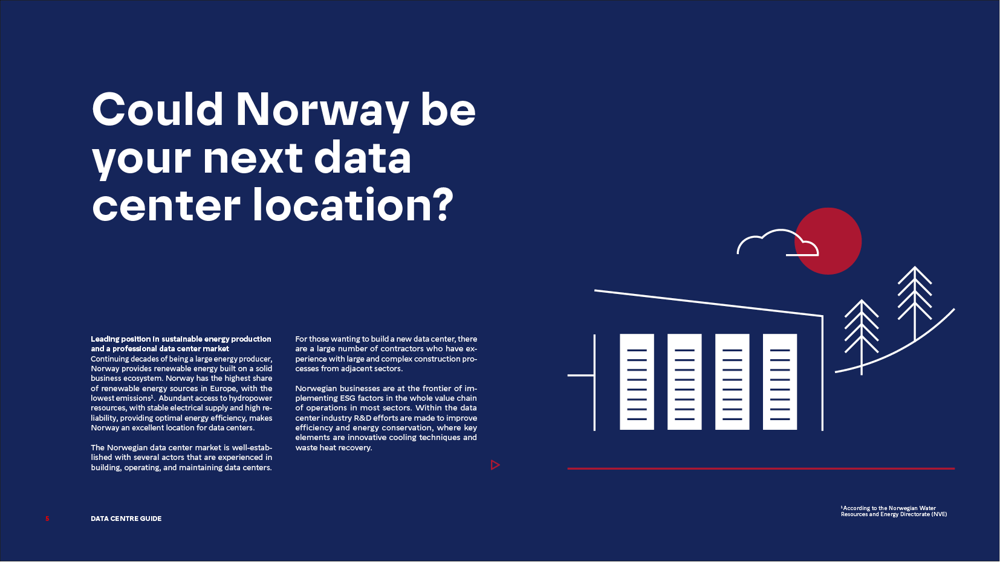 Could Norway be
your next data
center location?
Leading position in sustainable energy production
and a professional data center market
Continuing decades of being a large energy producer,
Norway provides renewable energy built on a solid
business ecosystem. Norway has the highest share
of renewable energy sources in Europe, with the
lowest emissions¹. Abundant access to hydropower
resources, with stable electrical supply and high re-
liability, providing optimal energy efficiency, makes
Norway an excellent location for data centers.
The Norwegian data center market is well-estab-
lished with several actors that are experienced in
building, operating, and maintaining data centers.
For those wanting to build a new data center, there
are a large number of contractors who have ex-
perience with large and complex construction pro-
cesses from adjacent sectors.
Norwegian businesses are at the frontier of im-
plementing ESG factors in the whole value chain
of operations in most sectors. Within the data
center industry R&D efforts are made to improve
efficiency and energy conservation, where key
elements are innovative cooling techniques and
waste heat recovery.
¹According to the Norwegian Water
Resources and Energy Directorate (NVE)
5
DATA CENTRE GUIDE